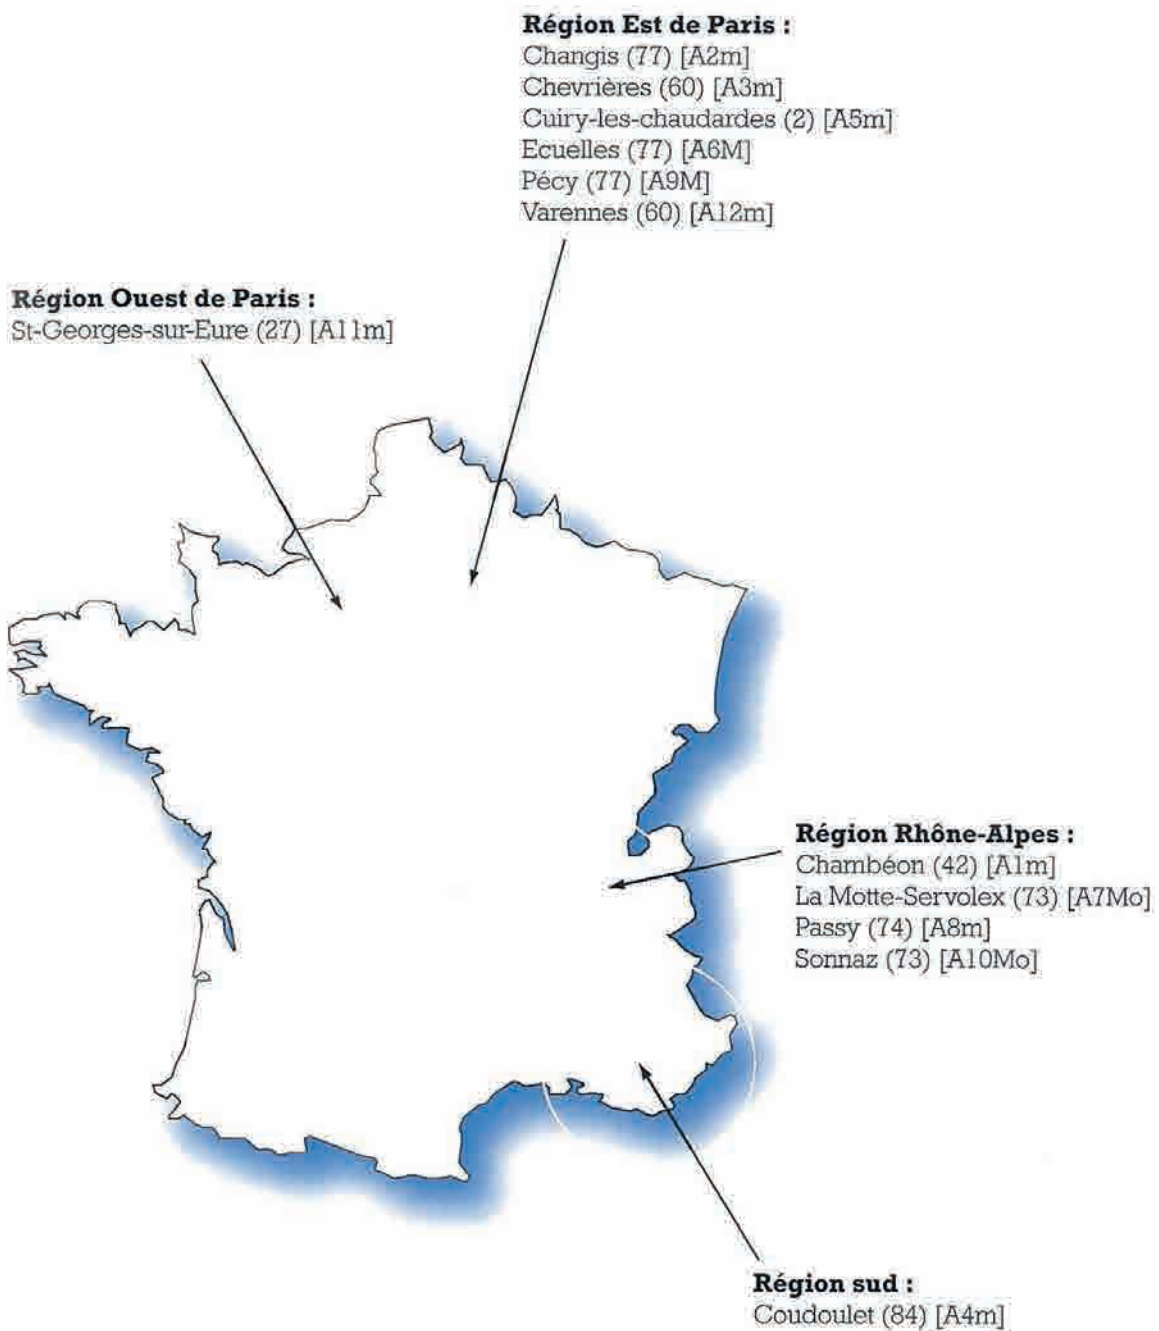 Région Est de Paris :
Changis (77) [A2m]
Chevrières (60) [A3m]
Cuiry-les-chaudardes (2) [A5m]
Ecuelles (77) [A6M]
Pécy (77) [A9M]
Varennes (60) [A12m]
Région Ouest de Paris :
St-Georges-sur-Eure (27) [A11m]
Région Rhône-Alpes :
Chambéon (42) [A1m]
La Motte-Servolex (73) [A7Mo]
Passy (74) [A8m]
Sonnaz (73) [A10Mo]
Région sud :
Coudoulet (84) [A4m]